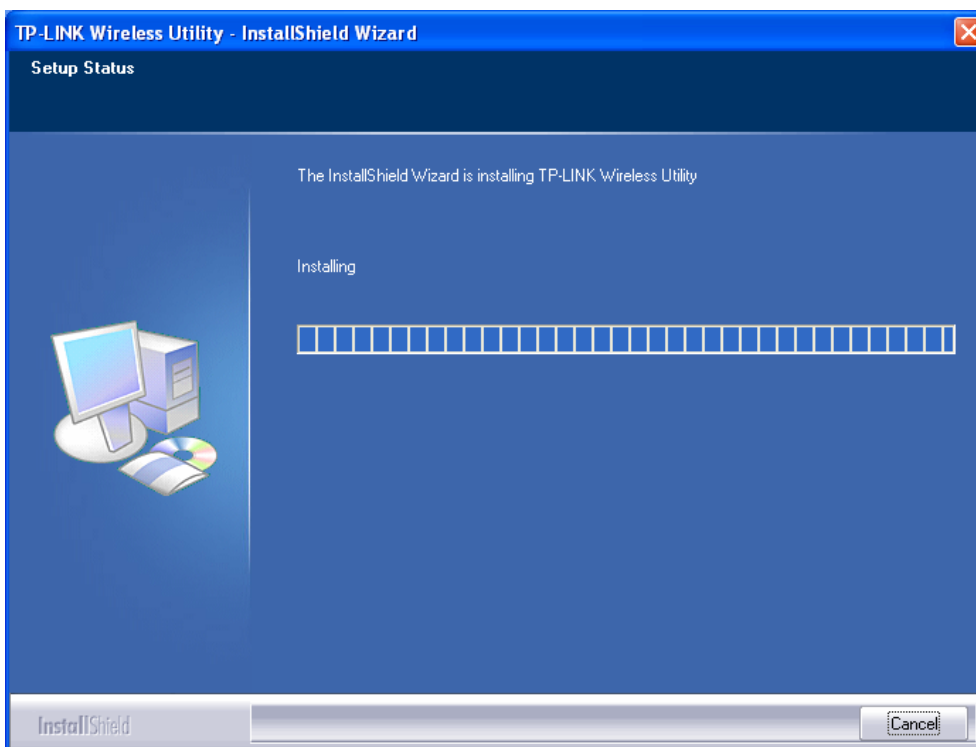 TP-LINK Wireless Utility - InstallShield Wizard
Setup Status
The InstallShield Wizard is installing TP-LINK Wireless Utility
Installing
InstallShield
Cancel